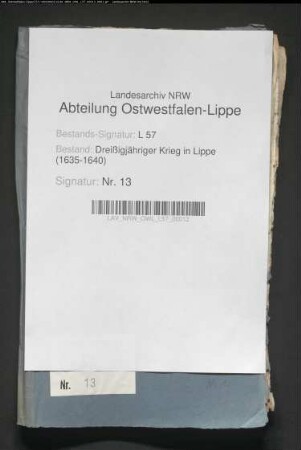 Landesarchiv NRW
Abteilung Ostwestfalen-Lippe
Bestands-Signatur: L 57
Bestand: Dreißigjähriger Krieg in Lippe
(1635-1640)
Signatur: Nr. 13
LAV_NRW_OWL_L57_00013
Nr. 13